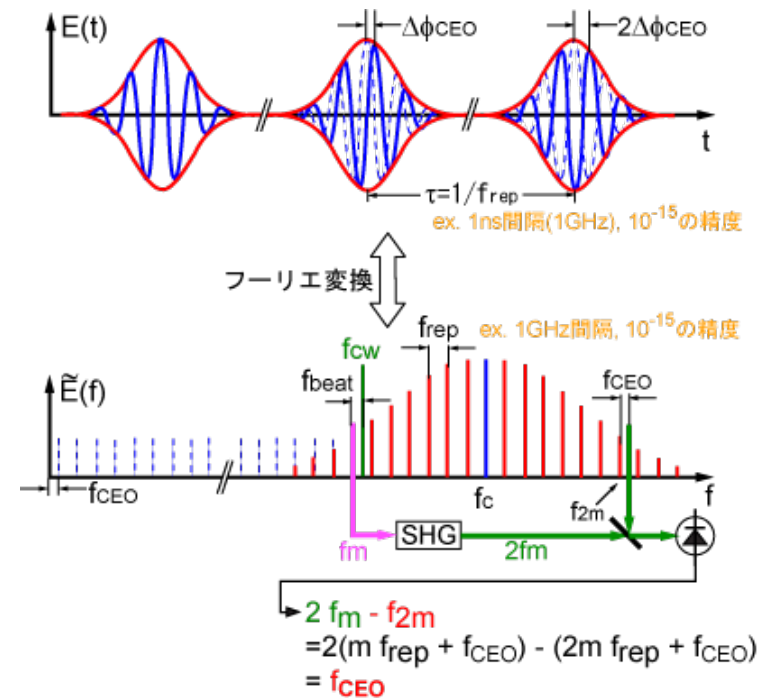 E(t)
ΔϕCEO
2ΔϕCEO
t
τ=1/frep
ex. 1ns間隔(1GHz), 10⁻¹⁵の精度
フーリエ変換
frep
ex. 1GHz間隔, 10⁻¹⁵の精度
fcw
fbeat
fCEO
Ẽ(f)
fCEO
fC
f2m
f
fm
SHG
2fm
2 fm - f2m
=2(m frep + fCEO) - (2m frep + fCEO)
= fCEO